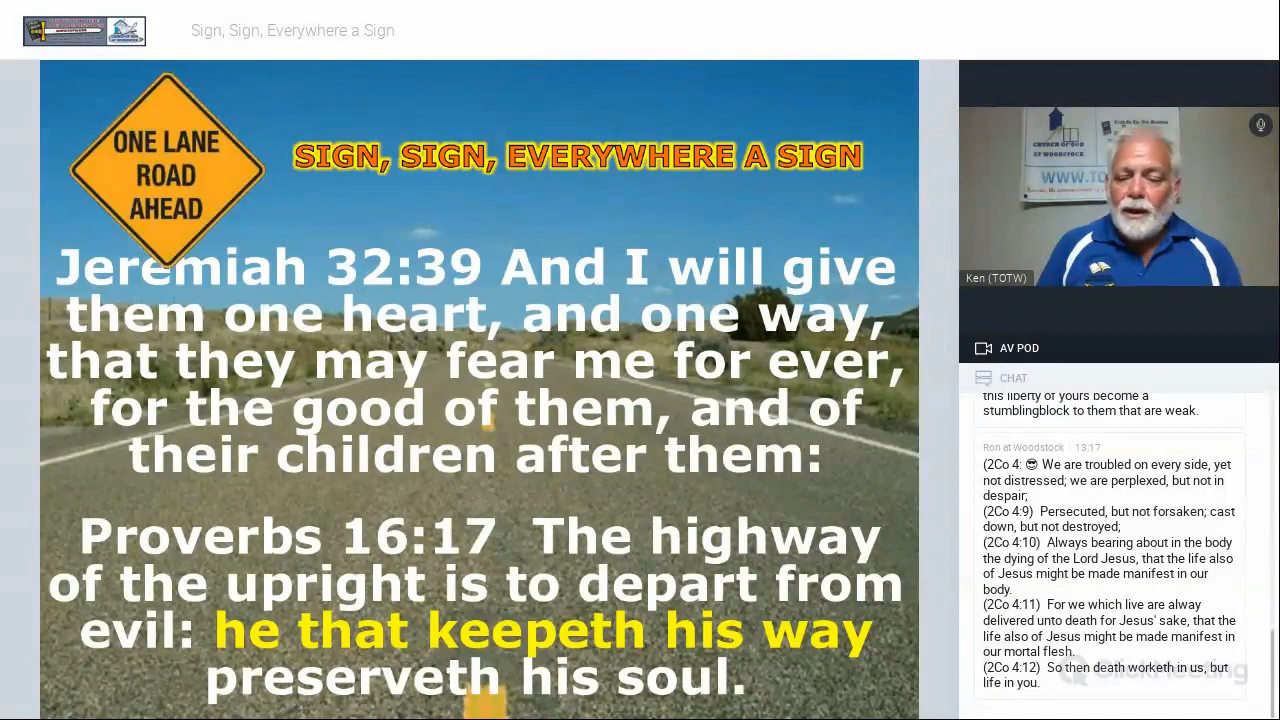 Sign, Sign, Everywhere a Sign
ONE LANE
ROAD
AHEAD
SIGN, SIGN, EVERYWHERE A SIGN
Jeremiah 32:39 And I will give
them one heart, and one way,
that they may fear me for ever,
for the good of them, and of
their children after them:
Proverbs 16:17 The highway
of the upright is to depart from
evil: he that keepeth his way
preserveth his soul.
CHURCH OF GOD
AT WOODSTOCK
WWW.TO
Ken (TOTW)
AV POD
CHAT
this liberty of yours become a
stumblingblock to them that are weak.
Ron at Woodstock 13:17
(2Co 4: 😎 We are troubled on every side, yet
not distressed; we are perplexed, but not in
despair;
(2Co 4:9) Persecuted, but not forsaken; cast
down, but not destroyed;
(2Co 4:10) Always bearing about in the body
the dying of the Lord Jesus, that the life also
of Jesus might be made manifest in our
body.
(2Co 4:11) For we which live are alway
delivered unto death for Jesus' sake, that the
life also of Jesus might be made manifest in
our mortal flesh.
(2Co 4:12) So then death worketh in us, but
life in you.
ClickMeeting